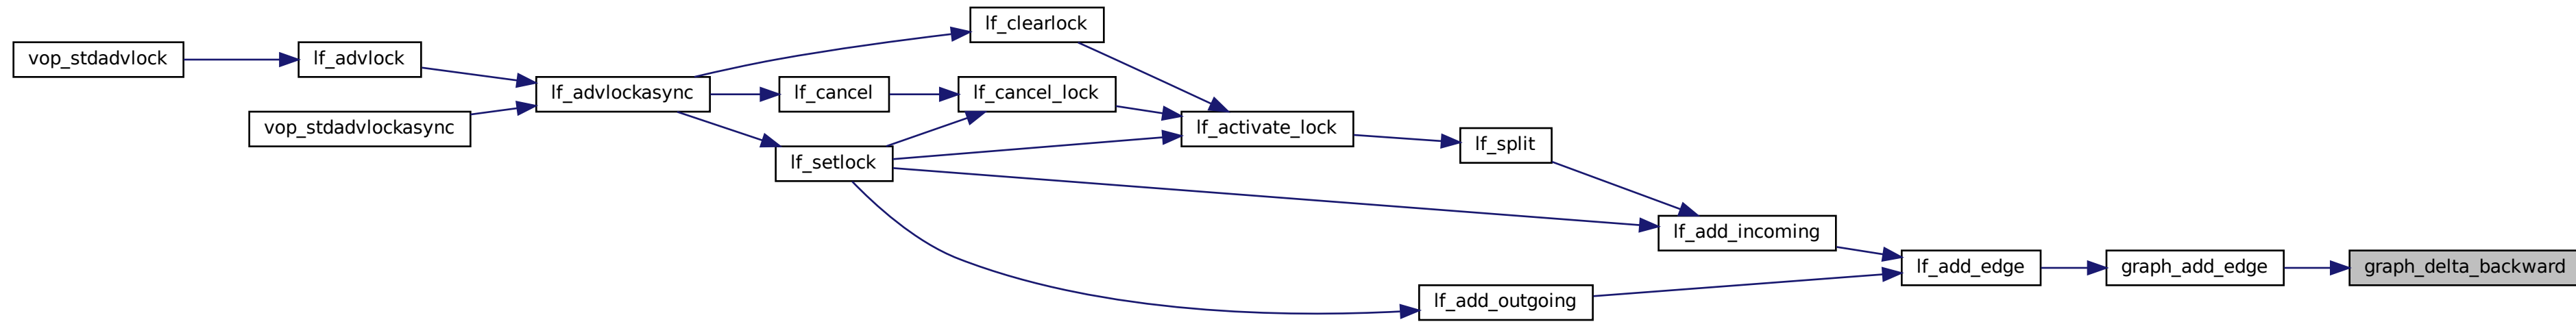 vop_stdadvlock
lf_advlock
vop_stdadvlockasync
lf_advlockasync
lf_clearlock
lf_cancel
lf_cancel_lock
lf_setlock
lf_activate_lock
lf_split
lf_add_incoming
lf_add_outgoing
lf_add_edge
graph_add_edge
graph_delta_backward